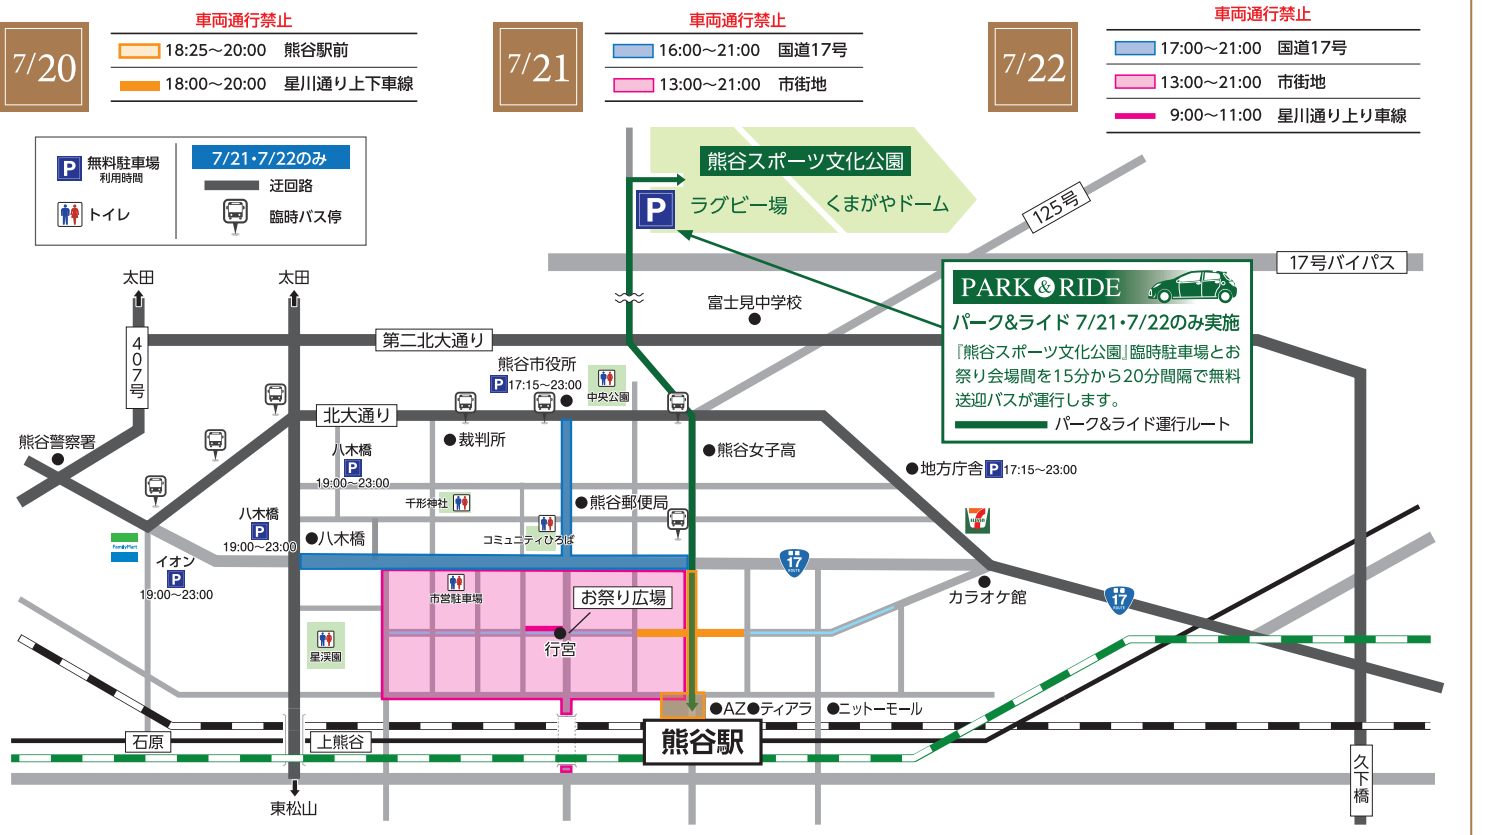 7/20
車両通行禁止
18:25〜20:00 熊谷駅前
18:00〜20:00 星川通り上下車線
7/21
車両通行禁止
16:00〜21:00 国道17号
13:00〜21:00 市街地
7/22
車両通行禁止
17:00〜21:00 国道17号
13:00〜21:00 市街地
9:00〜11:00 星川通り上り車線
P 無料駐車場
利用時間
トイレ
7/21・7/22のみ
迂回路
臨時バス停
熊谷スポーツ文化公園
P
ラグビー場
くまがやドーム
125号
17号バイパス
太田
太田
407号
第二北大通り
富士見中学校
PARK&RIDE
パーク&ライド 7/21・7/22のみ実施
『熊谷スポーツ文化公園』臨時駐車場とお
祭り会場間を15分から20分間隔で無料
送迎バスが運行します。
パーク&ライド運行ルート
熊谷市役所
P 17:15〜23:00
中央公園
北大通り
熊谷警察署
裁判所
八木橋
P
19:00〜23:00
熊谷女子高
地方庁舎 P 17:15〜23:00
千形神社
熊谷郵便局
八木橋
P
19:00〜23:00
八木橋
コミュニティひろば
7
ELEVEN
FamilyMart
イオン
P
19:00〜23:00
17
ROUTE
17
ROUTE
カラオケ館
市営駐車場
お祭り広場
行宮
星渓園
AZ
ティアラ
ニットーモール
石原
上熊谷
熊谷駅
久下橋
東松山